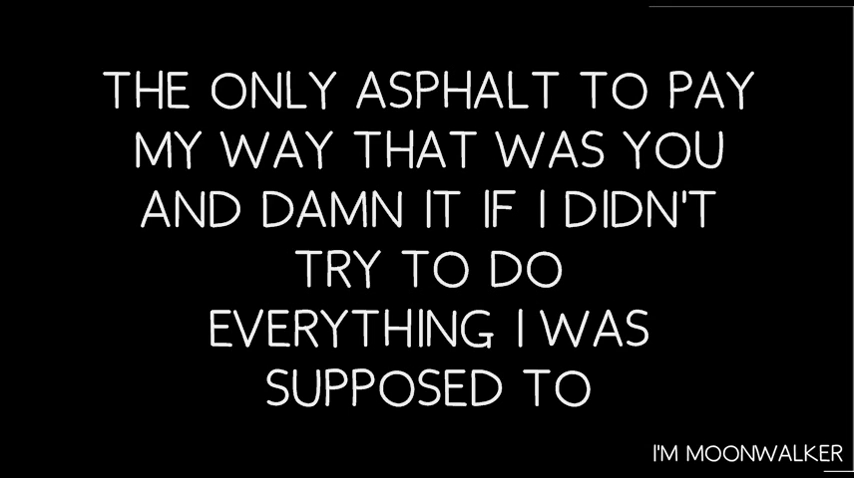 THE ONLY ASPHALT TO PAY
MY WAY THAT WAS YOU
AND DAMN IT IF I DIDN'T
TRY TO DO
EVERYTHING I WAS
SUPPOSED TO
I'M MOONWALKER